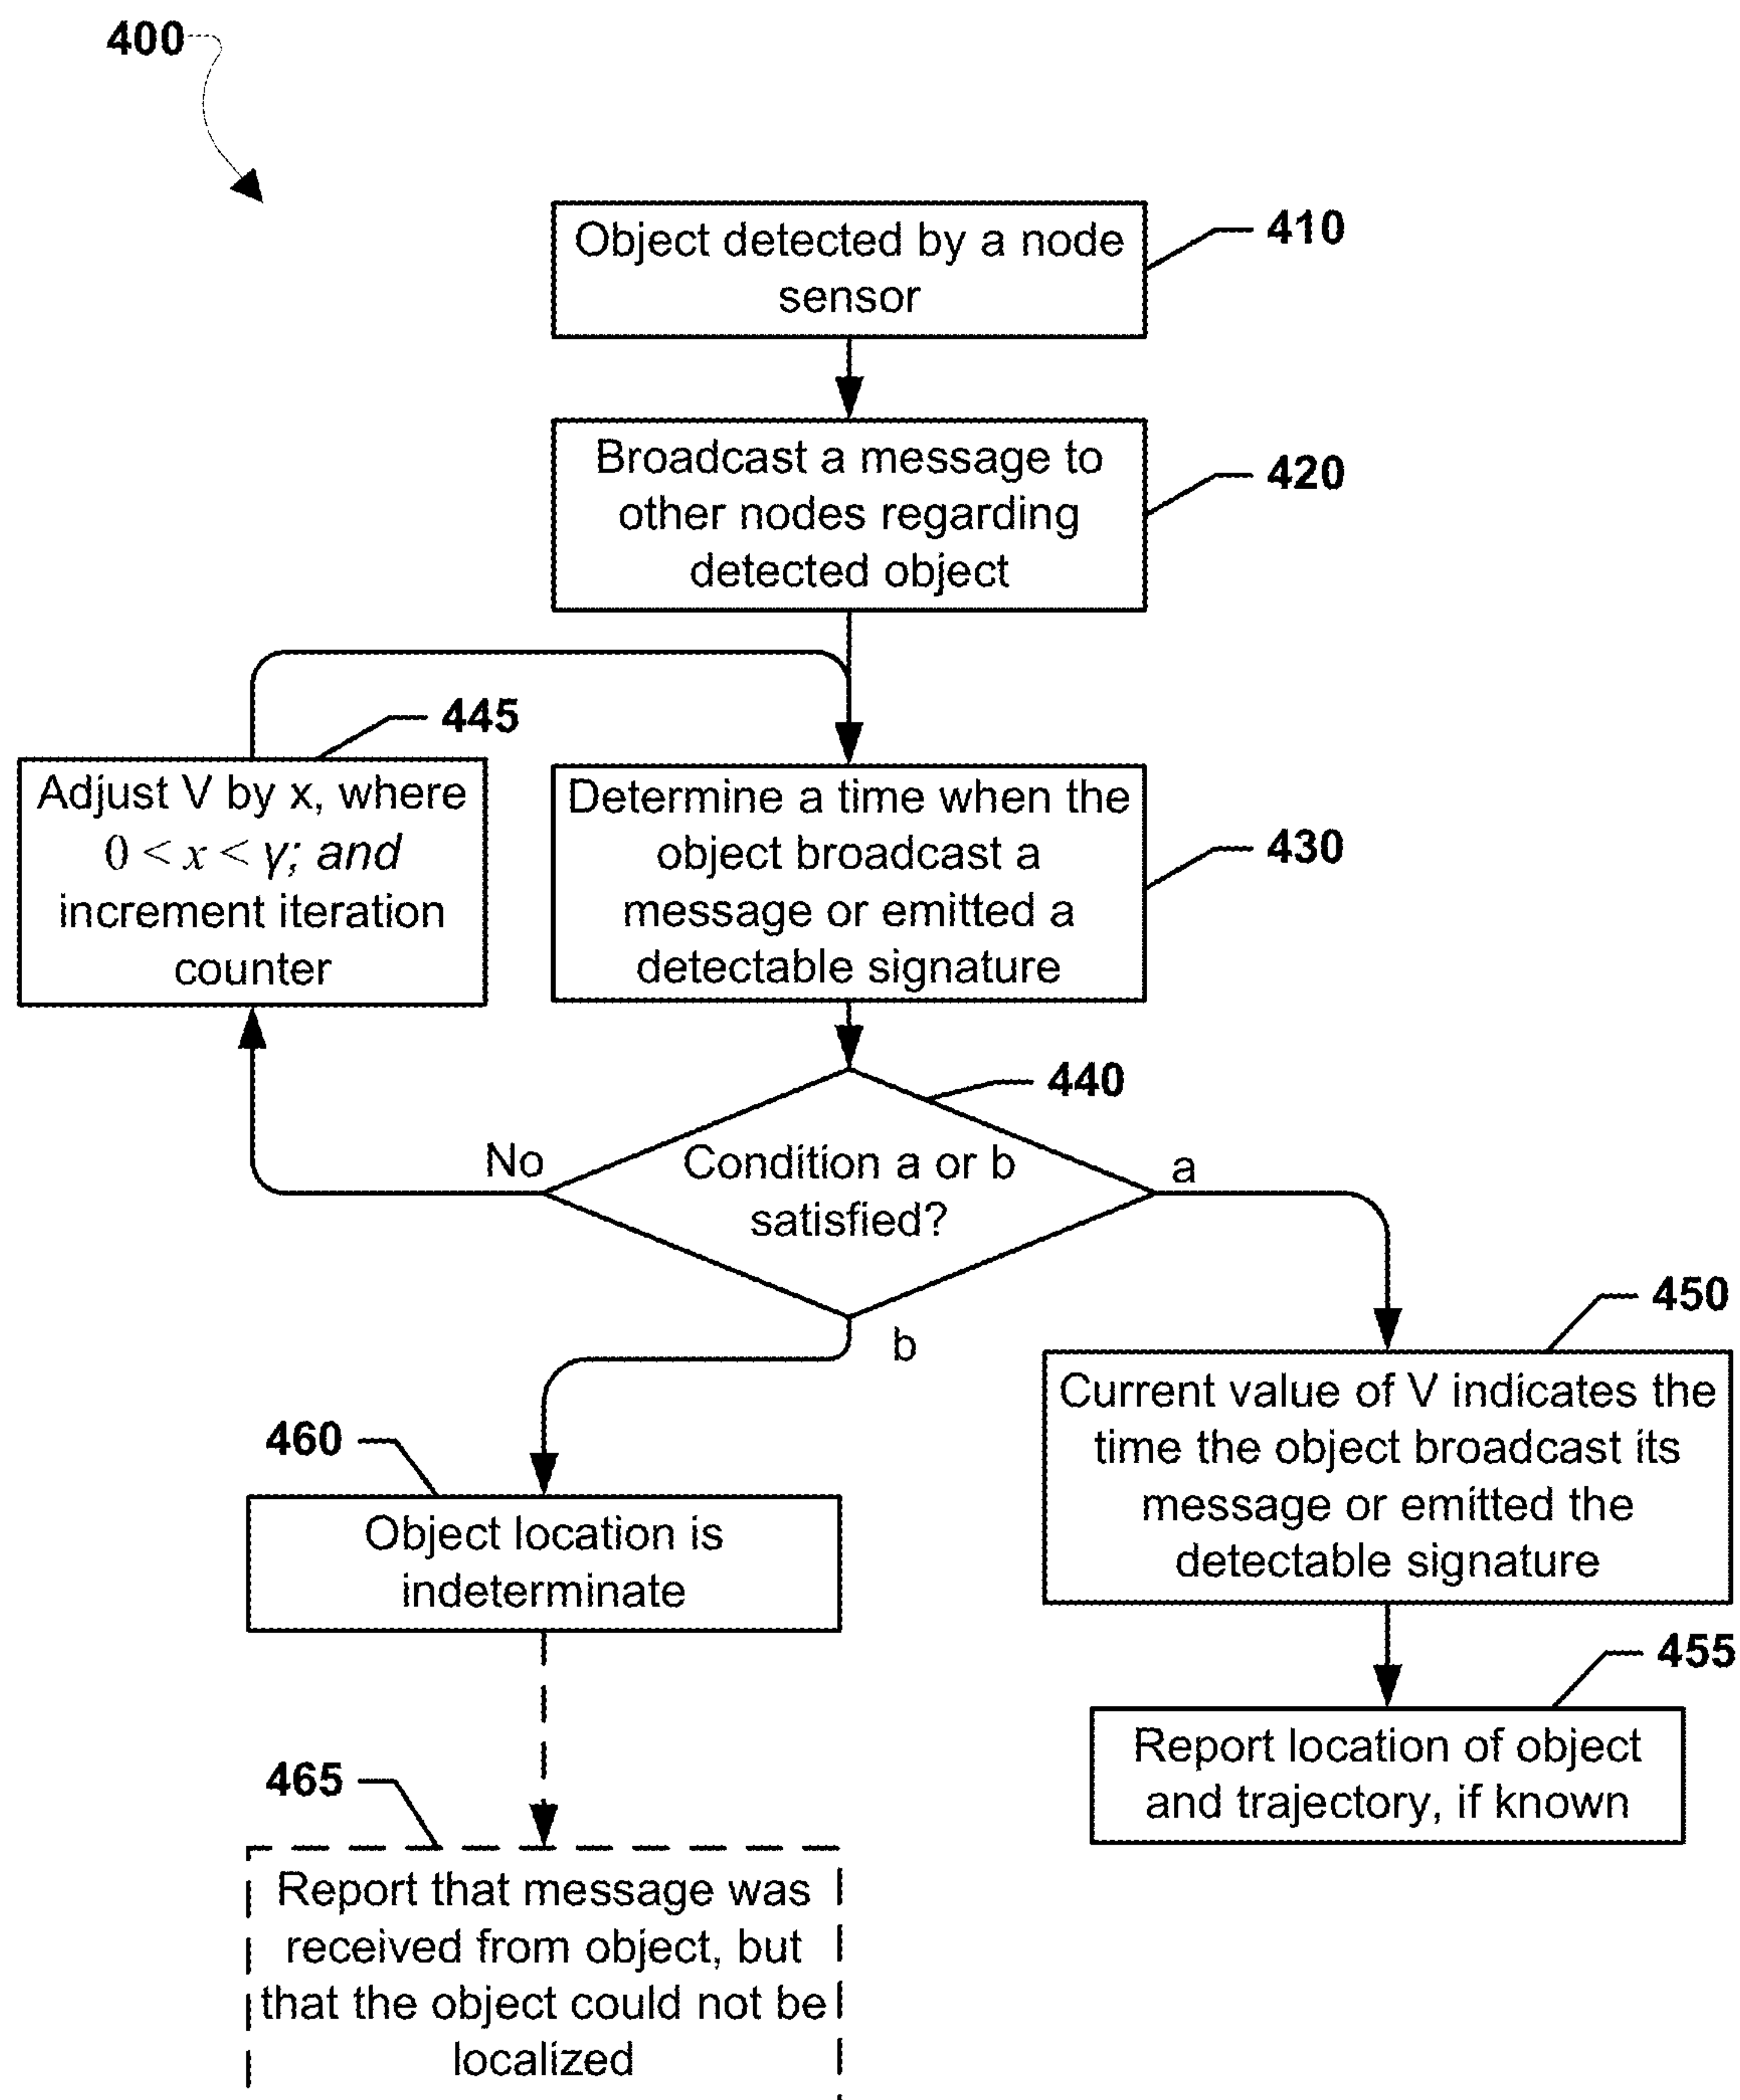 400
Object detected by a node
sensor
410
Broadcast a message to
other nodes regarding
detected object
420
445
Adjust V by x, where
0 < x < γ; and
increment iteration
counter
Determine a time when the
object broadcast a
message or emitted a
detectable signature
430
440
No
Condition a or b
satisfied?
a
b
450
Current value of V indicates the
time the object broadcast its
message or emitted the
detectable signature
460
Object location is
indeterminate
455
Report location of object
and trajectory, if known
465
Report that message was
received from object, but
that the object could not be
localized